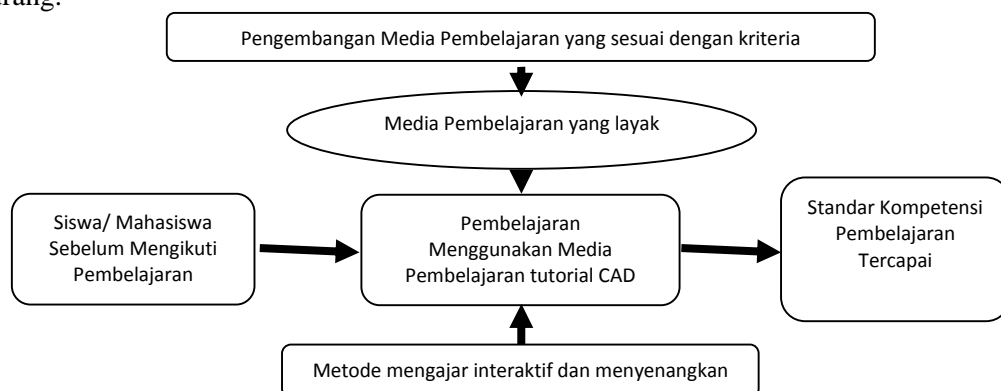 Pengembangan Media Pembelajaran yang sesuai dengan kriteria
Media Pembelajaran yang layak
Siswa/ Mahasiswa
Sebelum Mengikuti
Pembelajaran
Pembelajaran
Menggunakan Media
Pembelajaran tutorial CAD
Standar Kompetensi
Pembelajaran
Tercapai
Metode mengajar interaktif dan menyenangkan